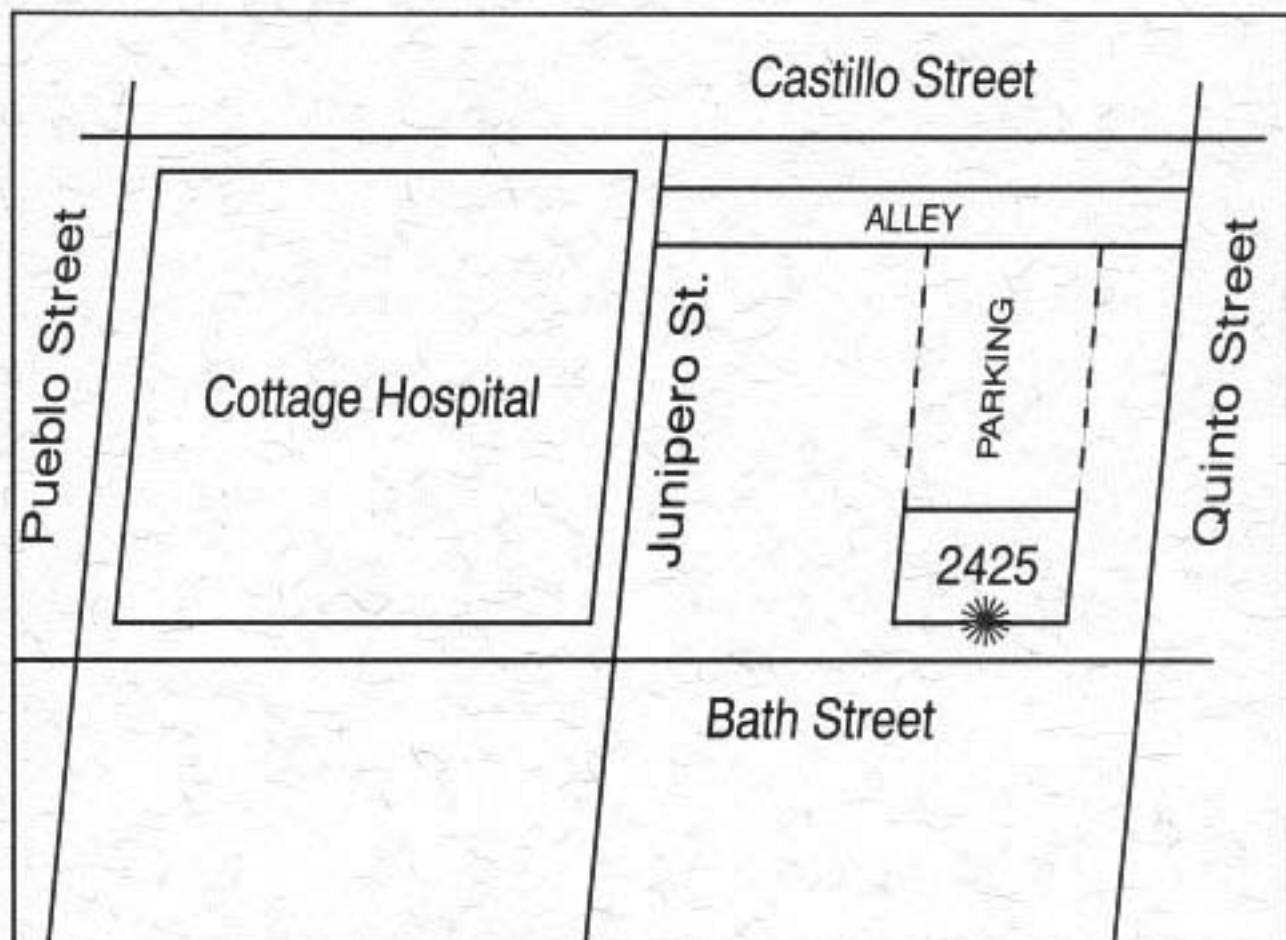 Castillo Street
ALLEY
Pueblo Street
Cottage Hospital
Junipero St.
PARKING
Quinto Street
2425
Bath Street